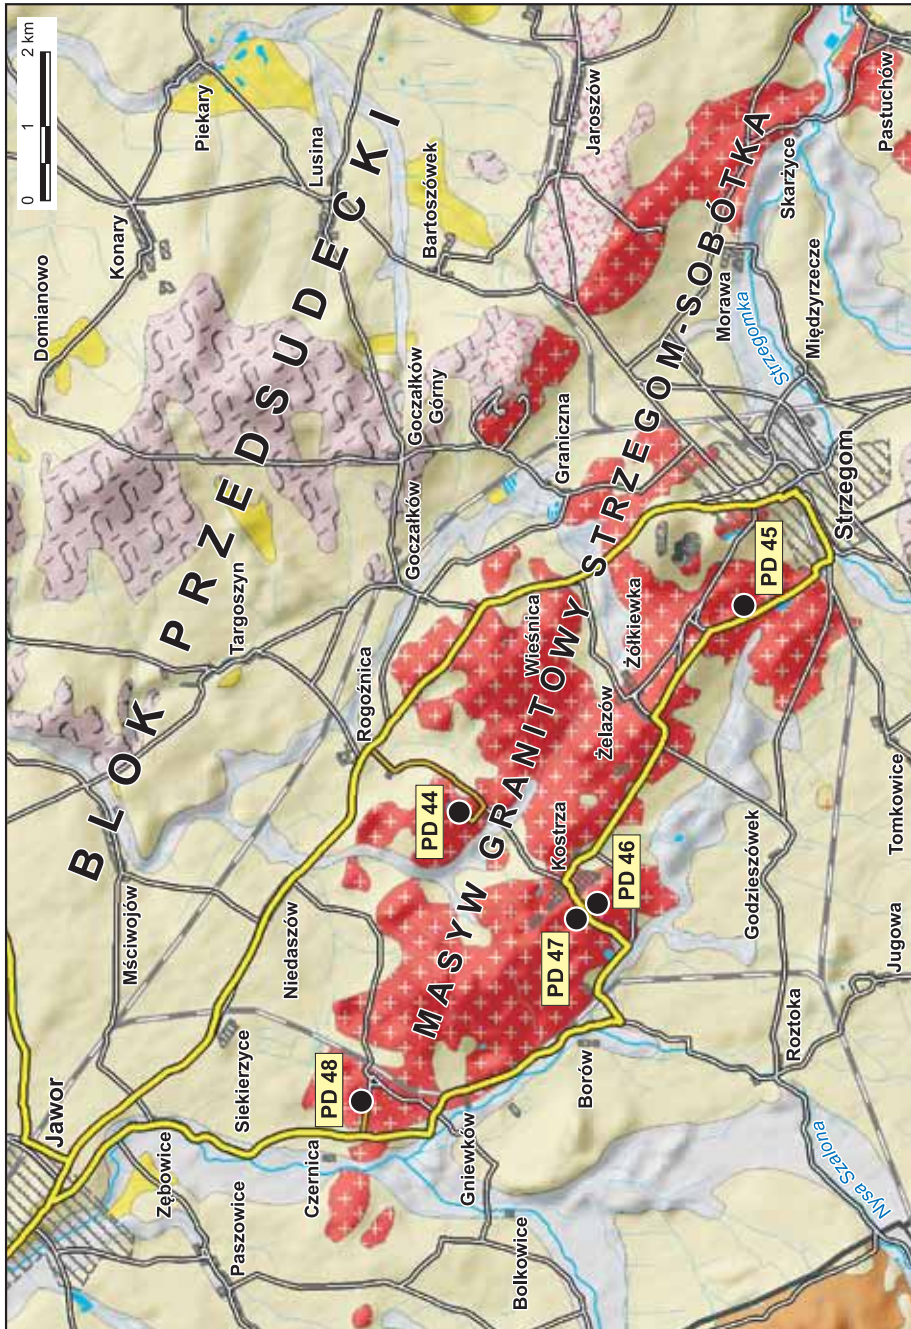 BLOK PRZEDSUDECKI
MASYW GRANITOWY STRZEGOM-SOBÓTKA
0 1 2 km
Jawor
Mściwojów
Targoszyn
Domianowo
Konary
Piekary
Zębowice
Siekierzyce
Niedaszów
Rogoźnica
Goczałków
Goczałków
Górny
Lusina
Paszowice
Czernica
PD 48
PD 44
Wieśnica
Graniczna
Bartoszówek
Gniewków
Kostrza
Żelazów
Żółkiewka
Jaroszów
Bolkowice
Borów
PD 47
PD 46
PD 45
Morawa
Strzegomka
Skarżyce
Międzyrzecze
Godzieszówek
Strzegom
Pastuchów
Roztoka
Nysa Szalona
Jugowa
Tomkowice